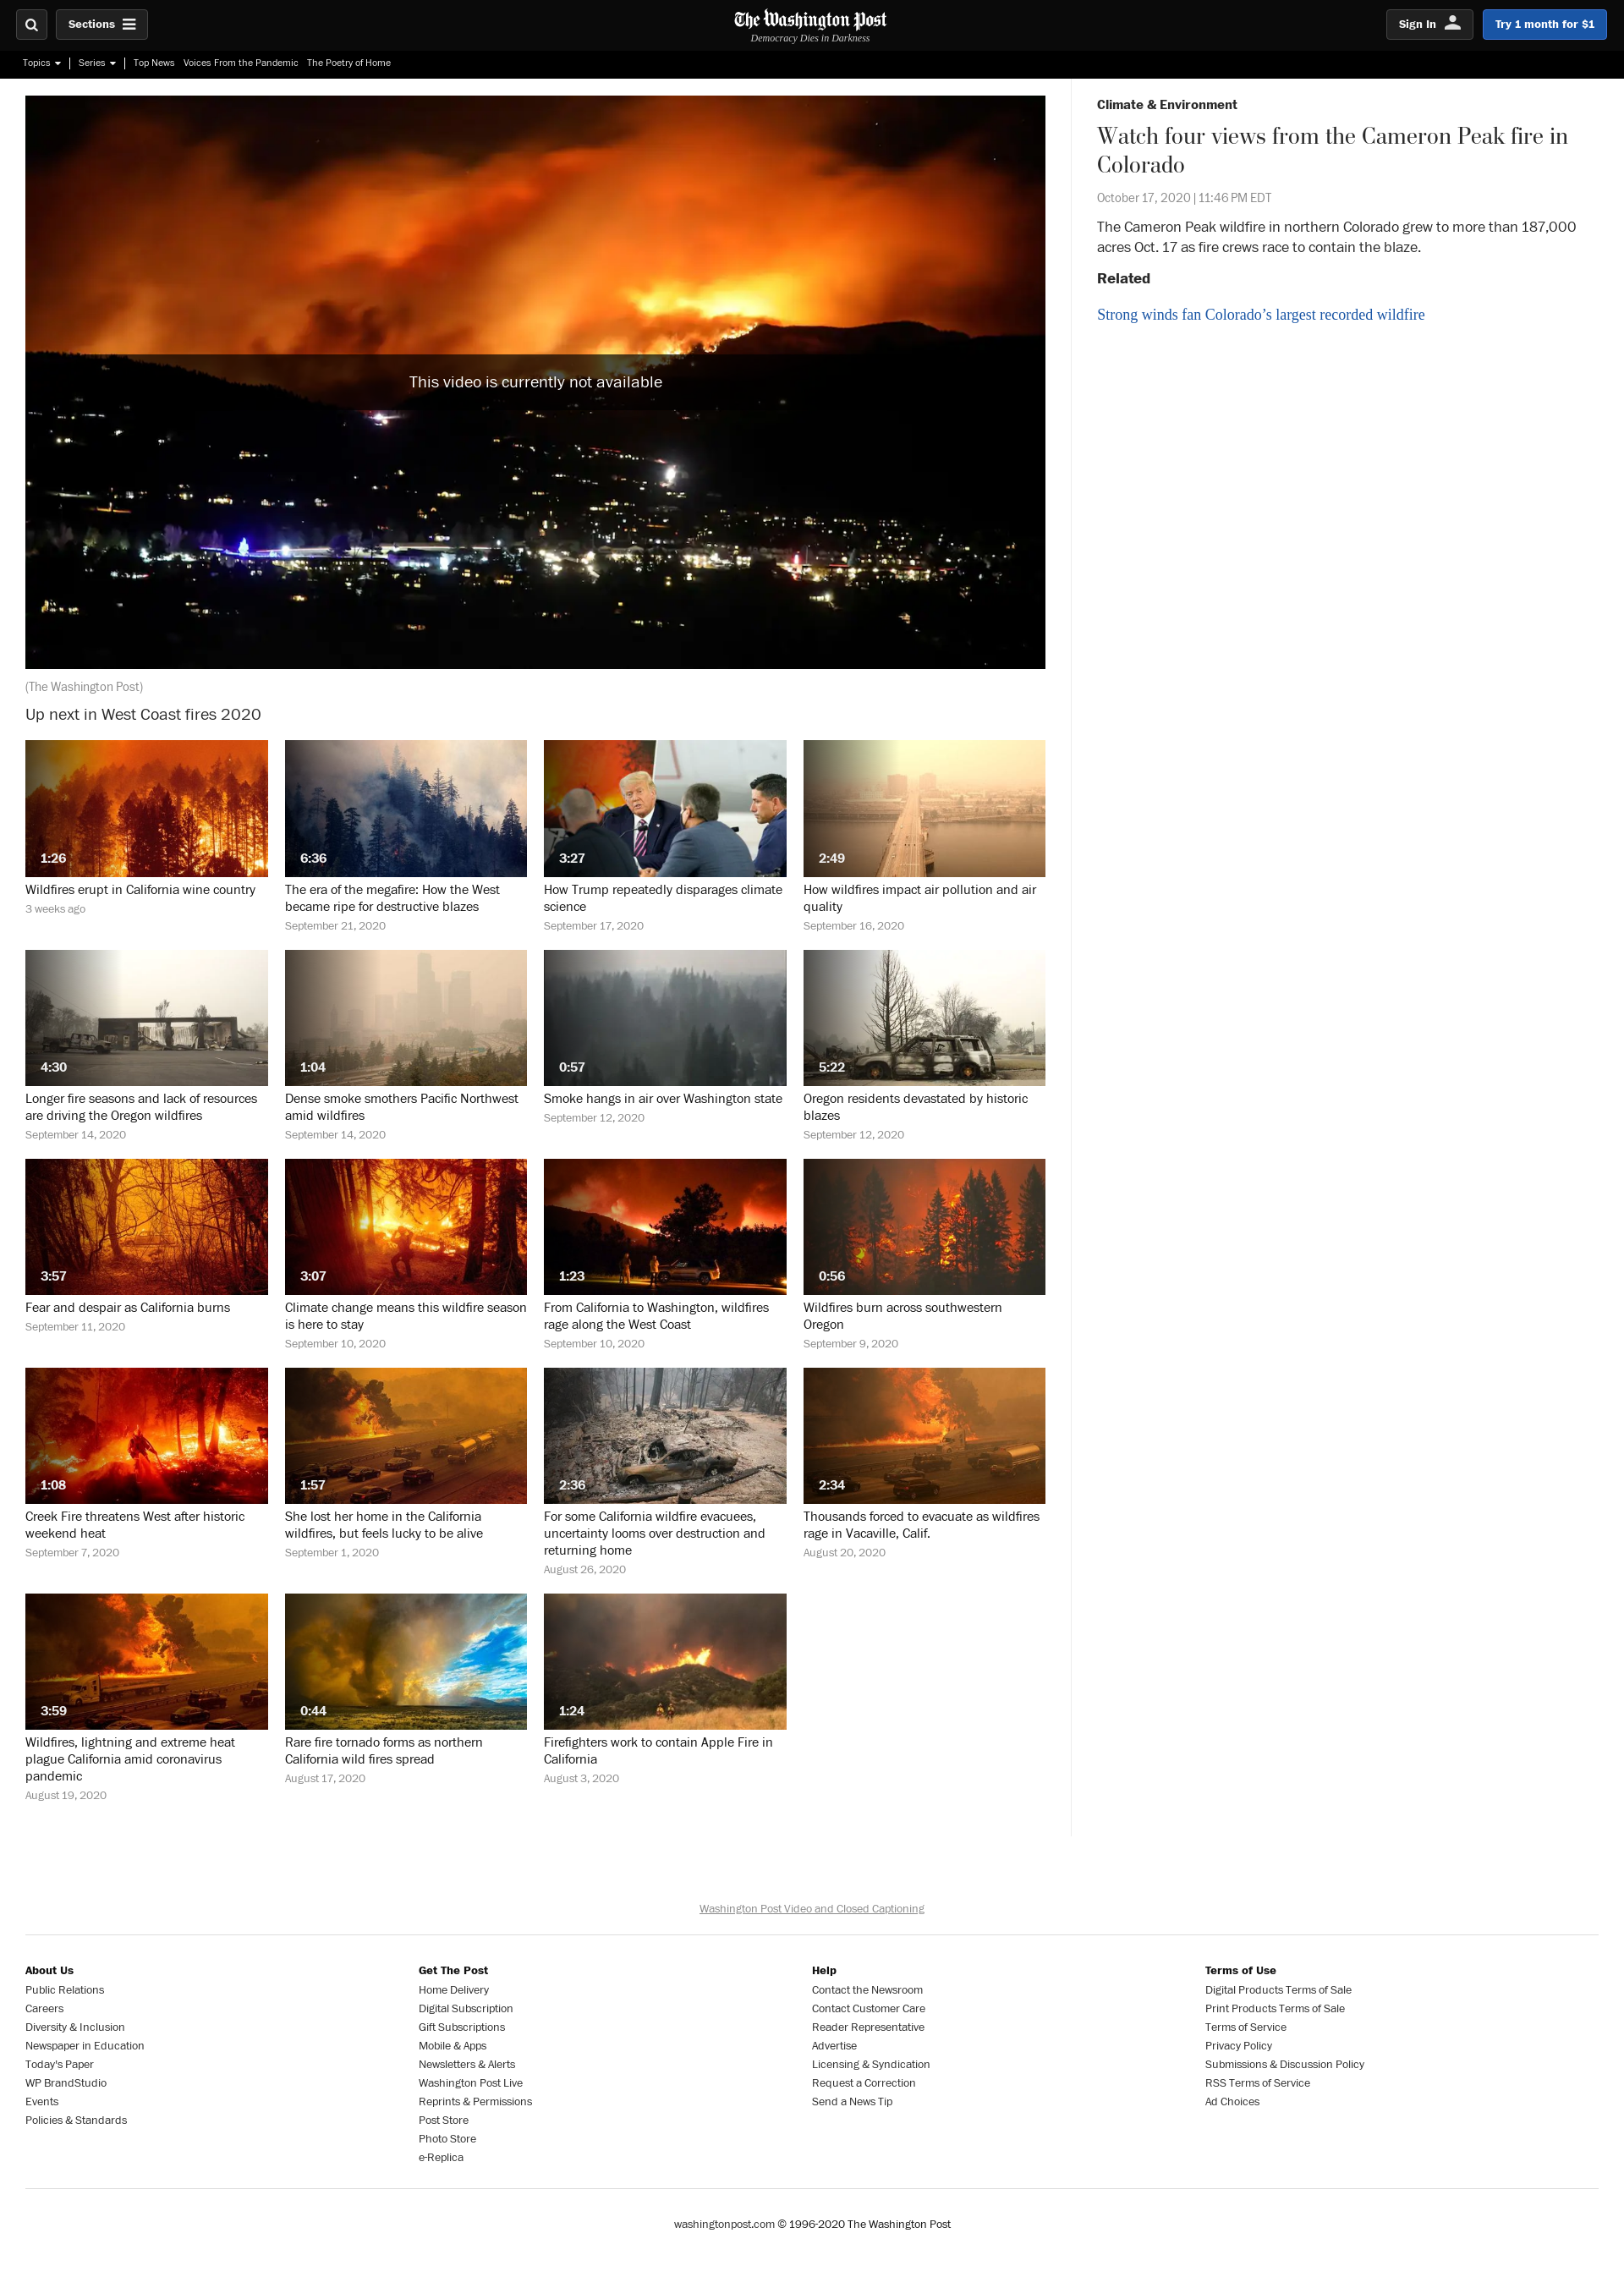 Sections
The Washington Post
Democracy Dies in Darkness
Sign In
Try 1 month for $1
Topics
Series
Top News
Voices From the Pandemic
The Poetry of Home
This video is currently not available
(The Washington Post)
Climate & Environment
Watch four views from the Cameron Peak fire in
Colorado
October 17, 2020 | 11:46 PM EDT
The Cameron Peak wildfire in northern Colorado grew to more than 187,000
acres Oct. 17 as fire crews race to contain the blaze.
Related
Strong winds fan Colorado’s largest recorded wildfire
Up next in West Coast fires 2020
1:26
Wildfires erupt in California wine country
3 weeks ago
6:36
The era of the megafire: How the West
became ripe for destructive blazes
September 21, 2020
3:27
How Trump repeatedly disparages climate
science
September 17, 2020
2:49
How wildfires impact air pollution and air
quality
September 16, 2020
4:30
Longer fire seasons and lack of resources
are driving the Oregon wildfires
September 14, 2020
1:04
Dense smoke smothers Pacific Northwest
amid wildfires
September 14, 2020
0:57
Smoke hangs in air over Washington state
September 12, 2020
5:22
Oregon residents devastated by historic
blazes
September 12, 2020
3:57
Fear and despair as California burns
September 11, 2020
3:07
Climate change means this wildfire season
is here to stay
September 10, 2020
1:23
From California to Washington, wildfires
rage along the West Coast
September 10, 2020
0:56
Wildfires burn across southwestern
Oregon
September 9, 2020
1:08
Creek Fire threatens West after historic
weekend heat
September 7, 2020
1:57
She lost her home in the California
wildfires, but feels lucky to be alive
September 1, 2020
2:36
For some California wildfire evacuees,
uncertainty looms over destruction and
returning home
August 26, 2020
2:34
Thousands forced to evacuate as wildfires
rage in Vacaville, Calif.
August 20, 2020
3:59
Wildfires, lightning and extreme heat
plague California amid coronavirus
pandemic
August 19, 2020
0:44
Rare fire tornado forms as northern
California wild fires spread
August 17, 2020
1:24
Firefighters work to contain Apple Fire in
California
August 3, 2020
Washington Post Video and Closed Captioning
About Us
Public Relations
Careers
Diversity & Inclusion
Newspaper in Education
Today's Paper
WP BrandStudio
Events
Policies & Standards
Get The Post
Home Delivery
Digital Subscription
Gift Subscriptions
Mobile & Apps
Newsletters & Alerts
Washington Post Live
Reprints & Permissions
Post Store
Photo Store
e-Replica
Help
Contact the Newsroom
Contact Customer Care
Reader Representative
Advertise
Licensing & Syndication
Request a Correction
Send a News Tip
Terms of Use
Digital Products Terms of Sale
Print Products Terms of Sale
Terms of Service
Privacy Policy
Submissions & Discussion Policy
RSS Terms of Service
Ad Choices
washingtonpost.com © 1996-2020 The Washington Post